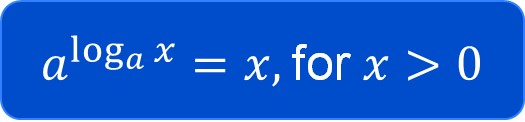 a^{log_a x} = x, for x > 0